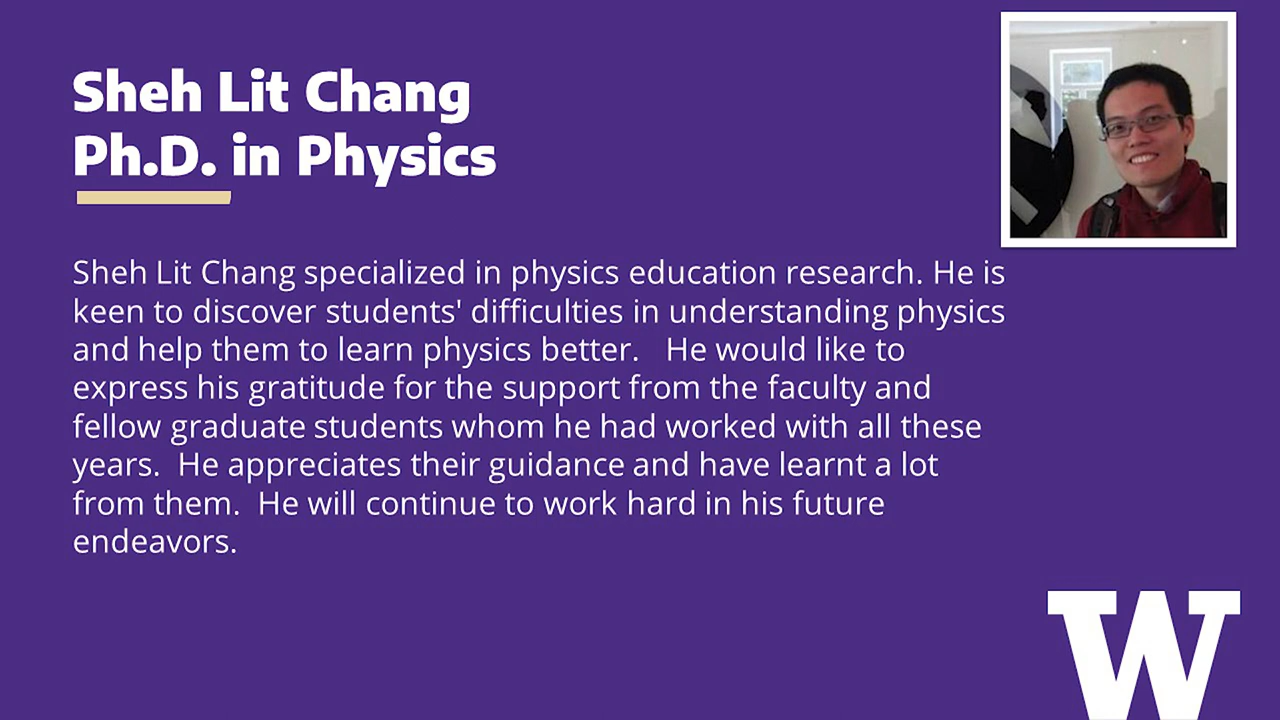 Sheh Lit Chang
Ph.D. in Physics
Sheh Lit Chang specialized in physics education research. He is
keen to discover students' difficulties in understanding physics
and help them to learn physics better.   He would like to
express his gratitude for the support from the faculty and
fellow graduate students whom he had worked with all these
years.  He appreciates their guidance and have learnt a lot
from them.  He will continue to work hard in his future
endeavors.
W